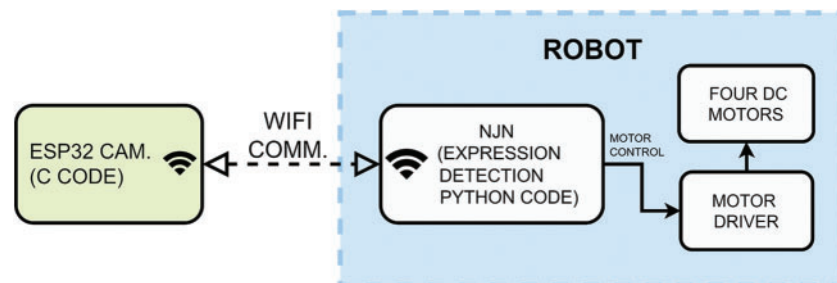 ROBOT
ESP32 CAM.
(C CODE)
WIFI
COMM.
NJN
(EXPRESSION
DETECTION
PYTHON CODE)
MOTOR
CONTROL
FOUR DC
MOTORS
MOTOR
DRIVER